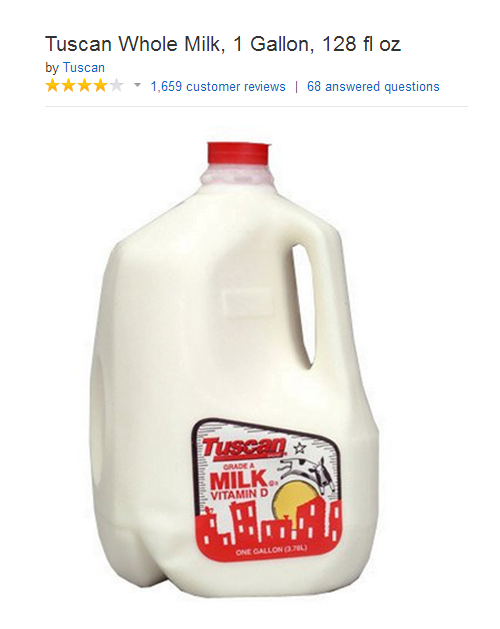 Tuscan Whole Milk, 1 Gallon, 128 fl oz
by Tuscan
1,659 customer reviews | 68 answered questions
Tuscan
GRADE A
MILK
VITAMIN D
ONE GALLON (3.78L)